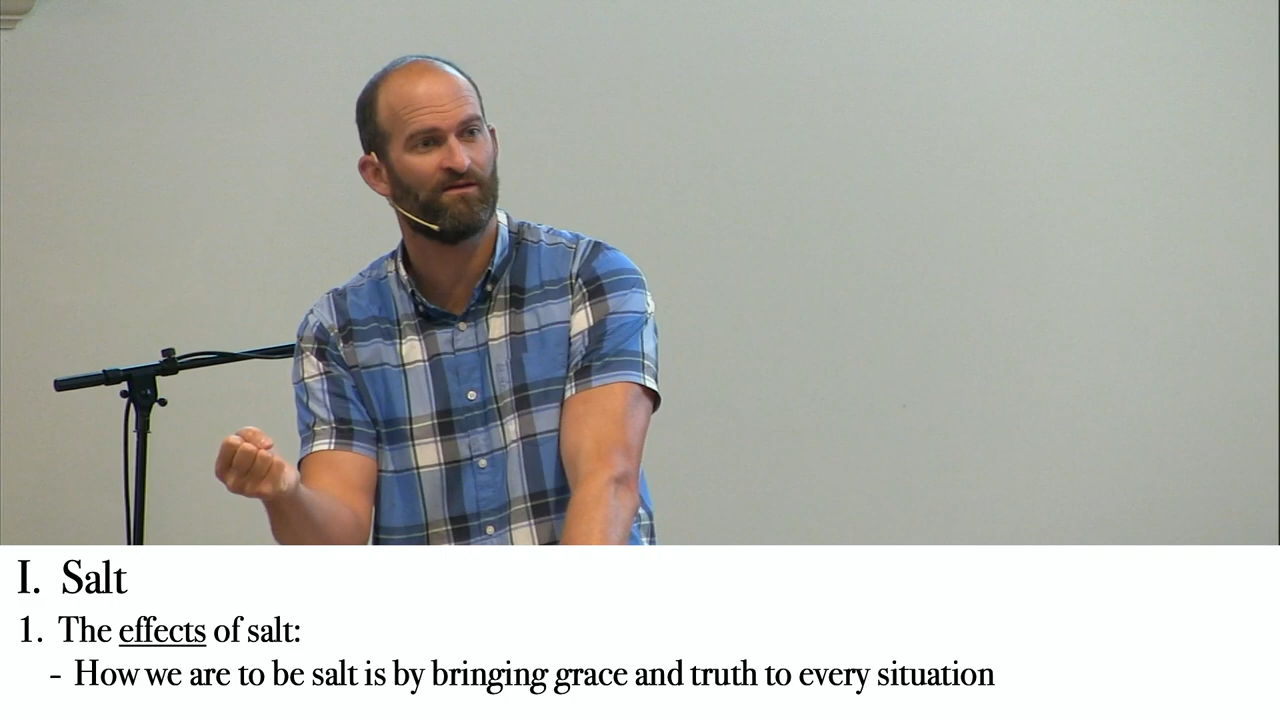 I. Salt
1. The effects of salt:
- How we are to be salt is by bringing grace and truth to every situation